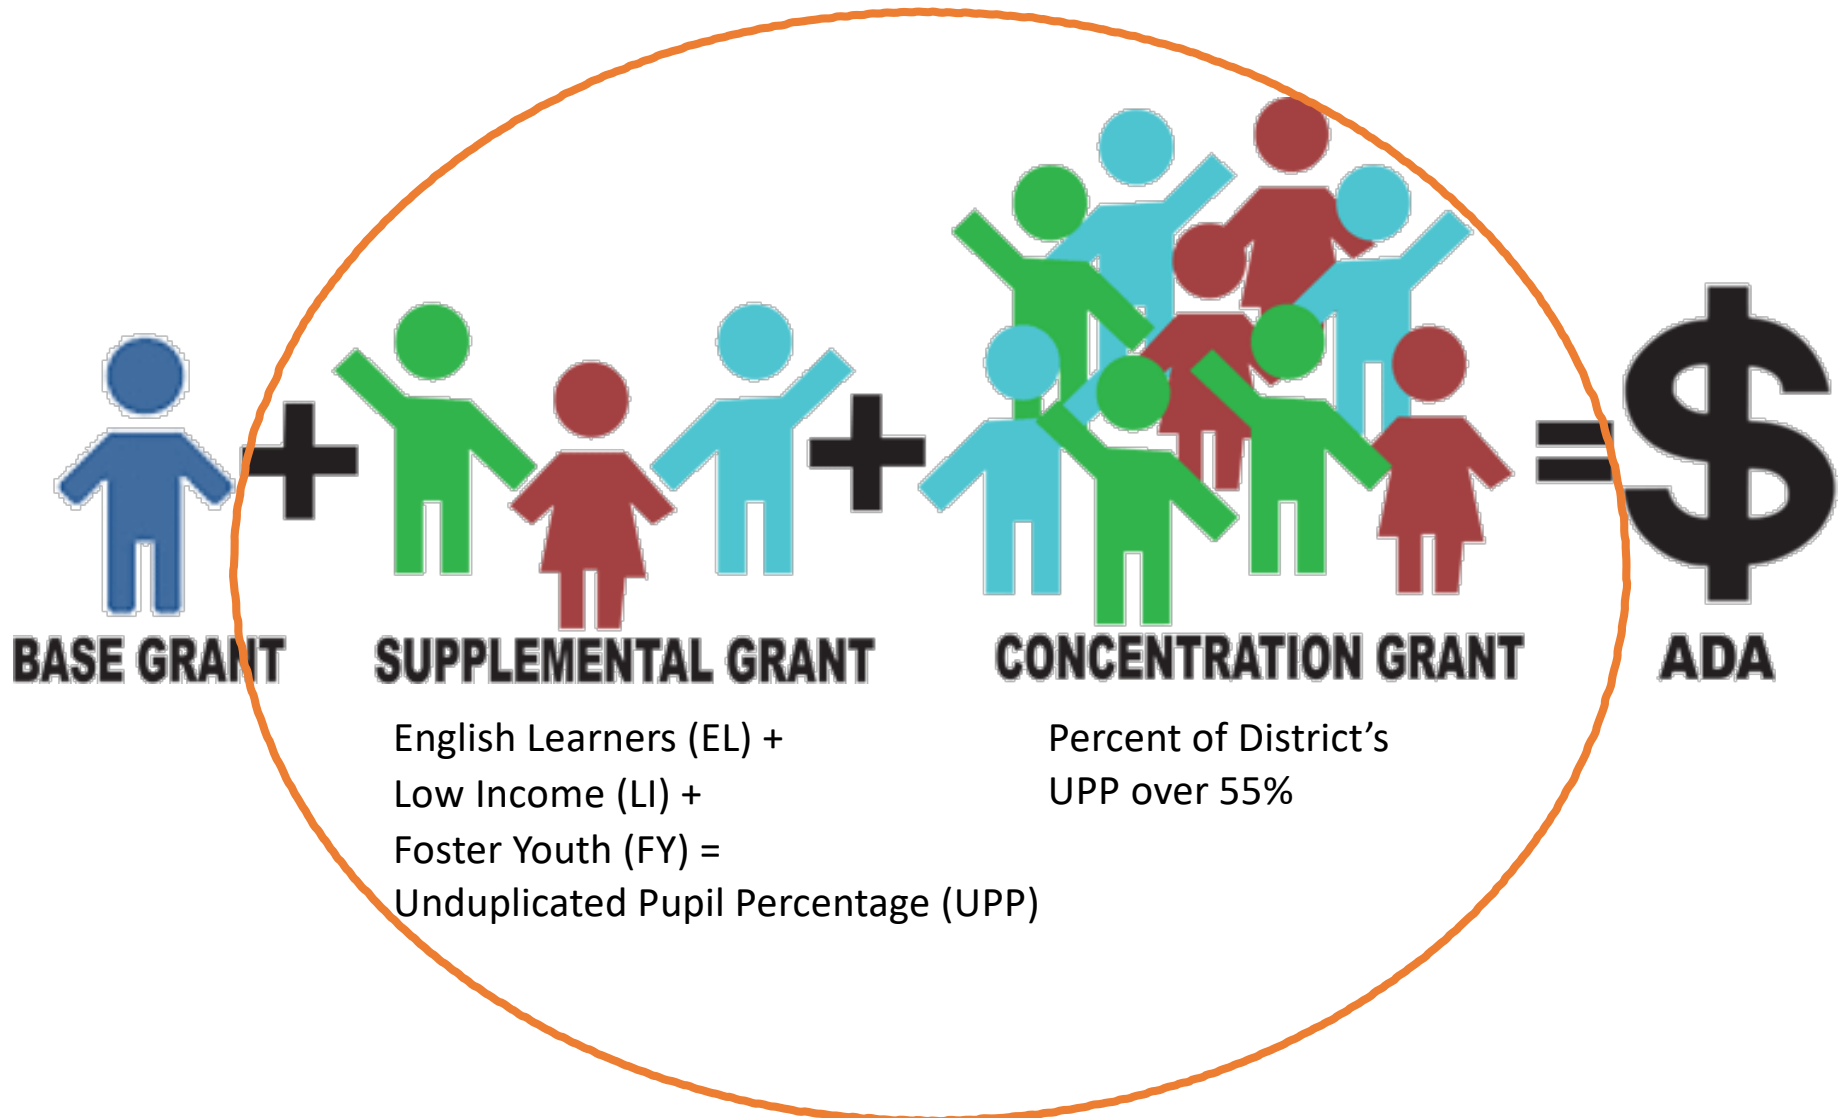 + + = $
BASE GRANT SUPPLEMENTAL GRANT CONCENTRATION GRANT ADA
English Learners (EL) +
Low Income (LI) +
Foster Youth (FY) =
Unduplicated Pupil Percentage (UPP)
Percent of District’s
UPP over 55%